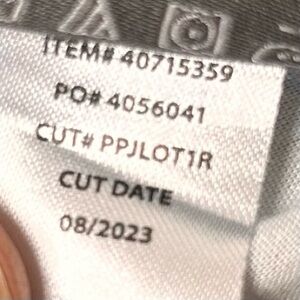 ITEM# 40715359
PO# 4056041
CUT# PPJLOT1R
CUT DATE
08/2023